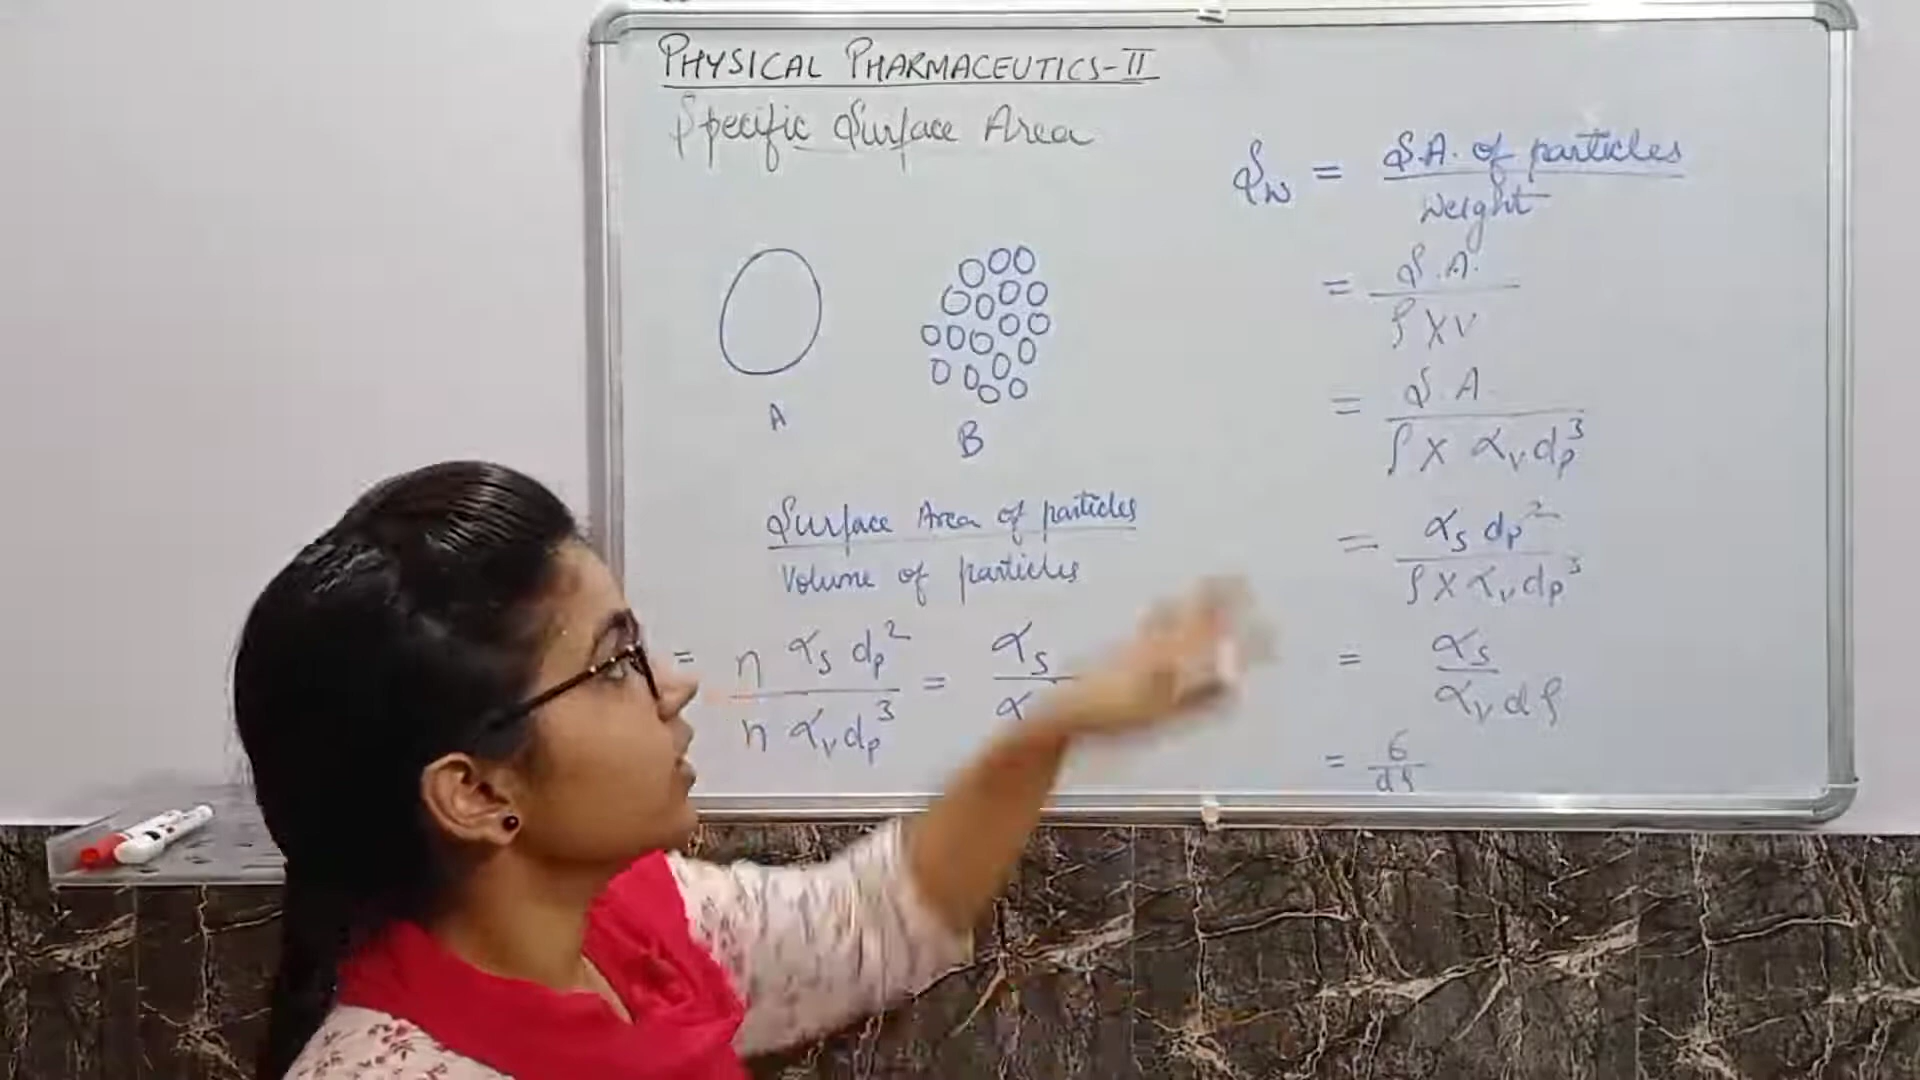 PHYSICAL PHARMACEUTICS-II
Specific Surface Area
A
B
Surface Area of particles
Volume of particles
= n αs dp² = αs
n αv dp³ α
Sw = S.A. of particles
Weight
= S.A.
ρ X V
= S.A.
ρ X αv dp³
= αs dp²
ρ X αv dp³
= αs
αv d ρ
= 6
dρ